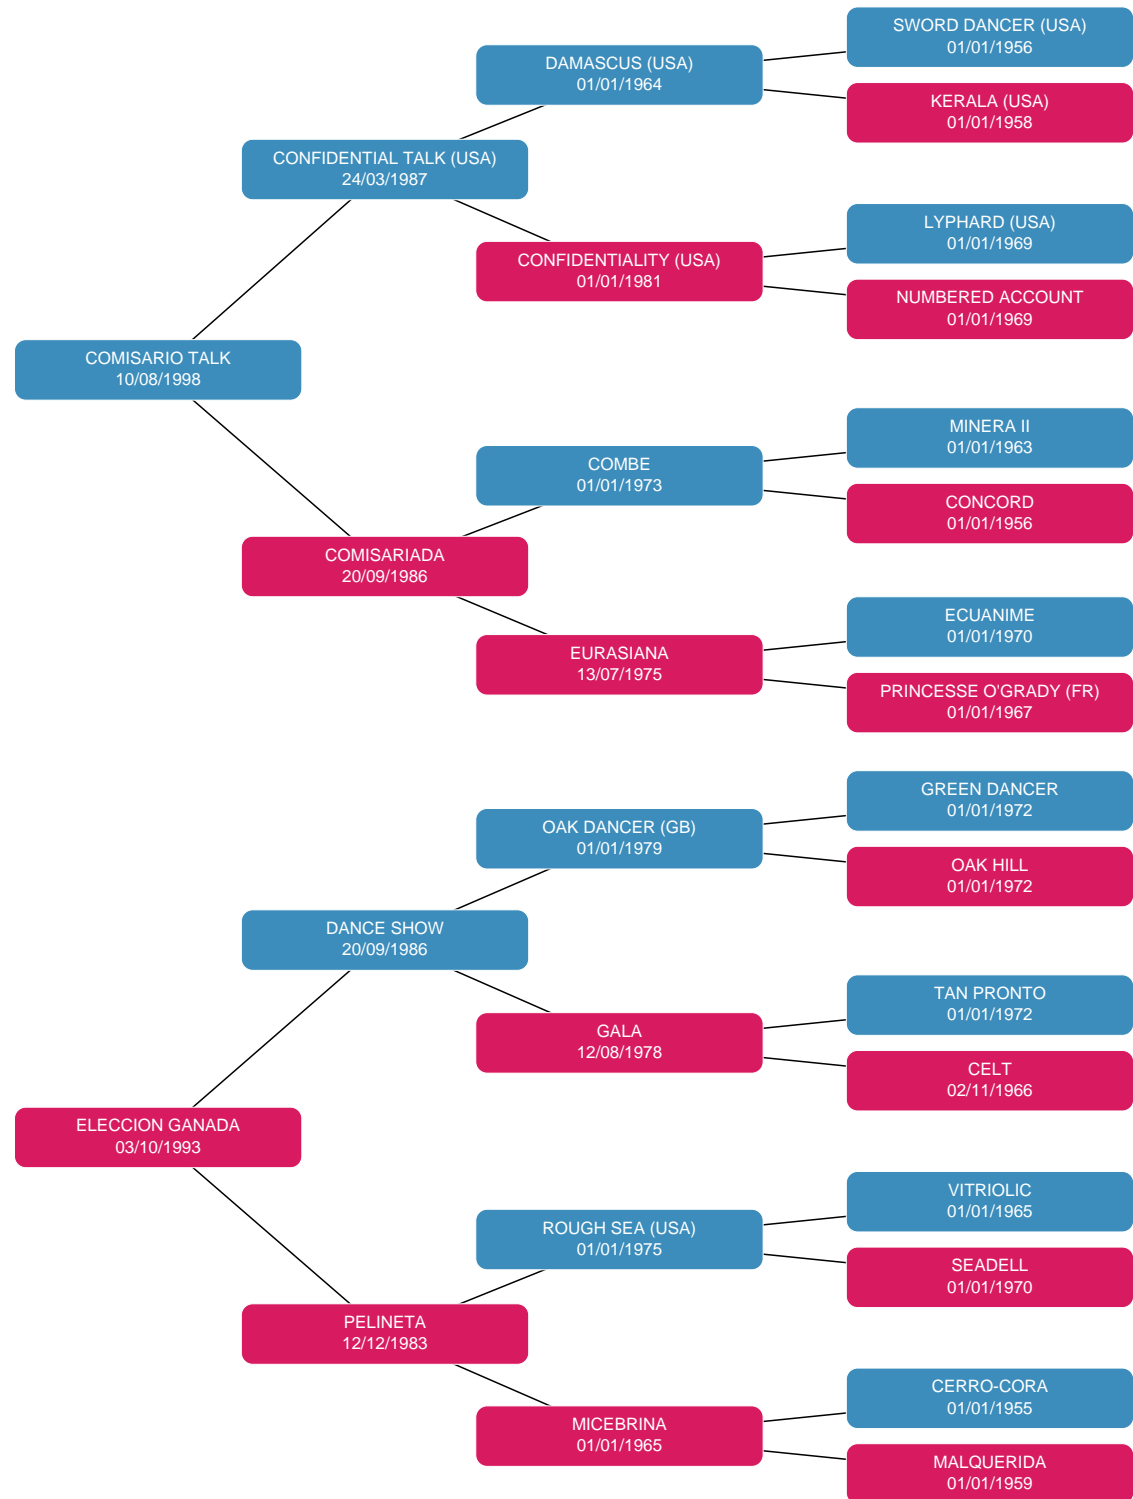 SWORD DANCER (USA)
01/01/1956
DAMASCUS (USA)
01/01/1964
KERALA (USA)
01/01/1958
CONFIDENTIAL TALK (USA)
24/03/1987
LYPHARD (USA)
01/01/1969
CONFIDENTIALITY (USA)
01/01/1981
NUMBERED ACCOUNT
01/01/1969
COMISARIO TALK
10/08/1998
MINERA II
01/01/1963
COMBE
01/01/1973
CONCORD
01/01/1956
COMISARIADA
20/09/1986
ECUANIME
01/01/1970
EURASIANA
13/07/1975
PRINCESSE O'GRADY (FR)
01/01/1967
GREEN DANCER
01/01/1972
OAK DANCER (GB)
01/01/1979
OAK HILL
01/01/1972
DANCE SHOW
20/09/1986
TAN PRONTO
01/01/1972
GALA
12/08/1978
CELT
02/11/1966
ELECCION GANADA
03/10/1993
VITRIOLIC
01/01/1965
ROUGH SEA (USA)
01/01/1975
SEADELL
01/01/1970
PELINETA
12/12/1983
CERRO-CORA
01/01/1955
MICEBRINA
01/01/1965
MALQUERIDA
01/01/1959